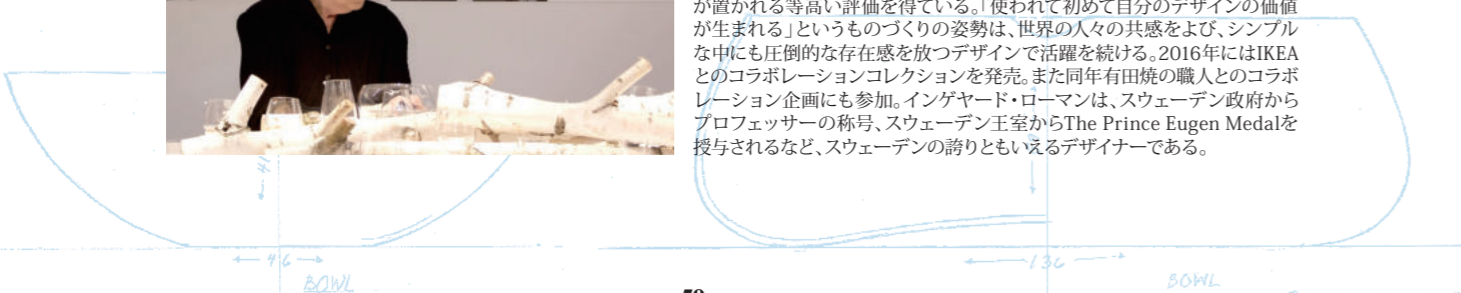 が置かれる等高い評価を得ている。「使われて初めて自分のデザインの価値
が生まれる」というものづくりの姿勢は、世界の人々の共感をよび、シンプル
な中にも圧倒的な存在感を放つデザインで活躍を続ける。2016年にはIKEA
とのコラボレーションコレクションを発売。また同年有田焼の職人とのコラボ
レーション企画にも参加。インゲヤード・ローマンは、スウェーデン政府から
プロフェッサーの称号、スウェーデン王室からThe Prince Eugen Medalを
授与されるなど、スウェーデンの誇りともいえるデザイナーである。
46
BOWL
136
BOWL